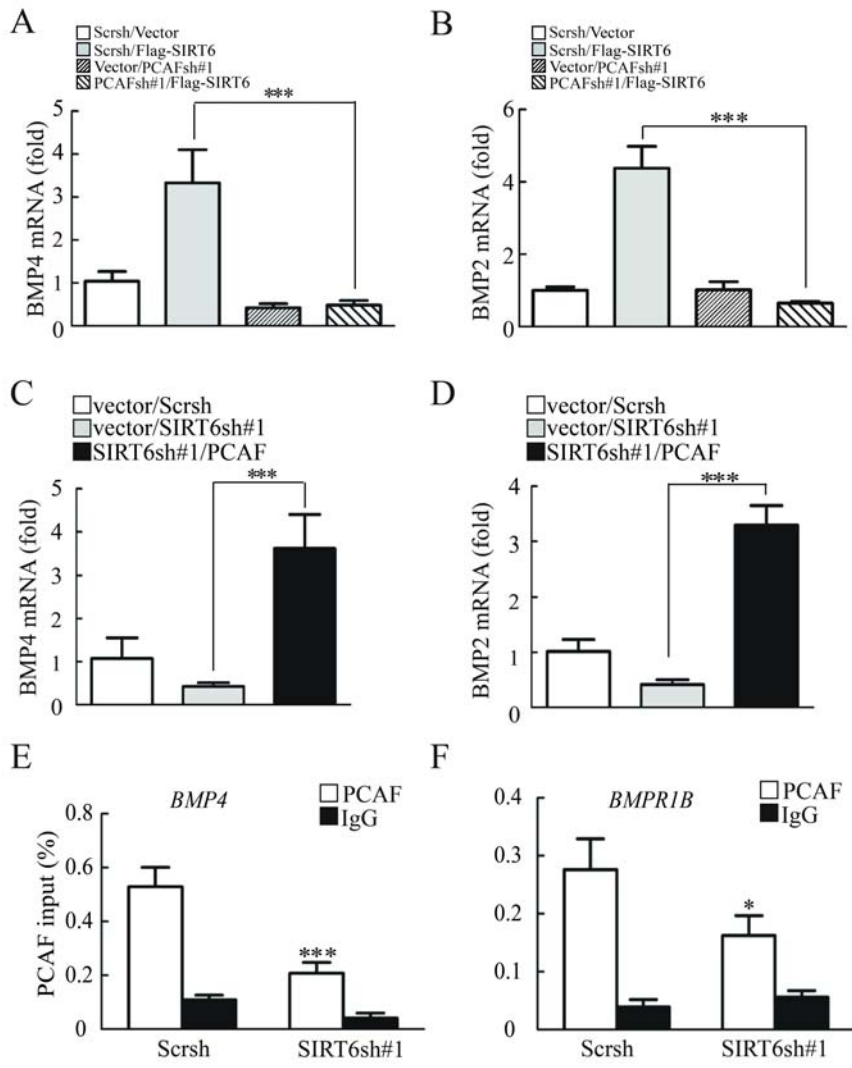 A
Scrsh/Vector
Scrsh/Flag-SIRT6
Vector/PCAFsh#1
PCAFsh#1/Flag-SIRT6
***
BMP4 mRNA (fold)
5
4
3
2
1
0
B
Scrsh/Vector
Scrsh/Flag-SIRT6
Vector/PCAFsh#1
PCAFsh#1/Flag-SIRT6
***
BMP2 mRNA (fold)
6
4
2
0
C
vector/Scrsh
vector/SIRT6sh#1
SIRT6sh#1/PCAF
***
BMP4 mRNA (fold)
5
4
3
2
1
0
D
vector/Scrsh
vector/SIRT6sh#1
SIRT6sh#1/PCAF
***
BMP2 mRNA (fold)
4
3
2
1
0
E
BMP4
PCAF
IgG
PCAF input (%)
0.8
0.6
0.4
0.2
0
***
Scrsh
SIRT6sh#1
F
BMPR1B
PCAF
IgG
0.4
0.3
0.2
0.1
0
*
Scrsh
SIRT6sh#1